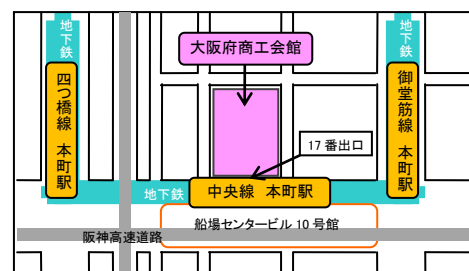 地下鉄
地下鉄
大阪府商工会館
四つ橋線 本町駅
御堂筋線 本町駅
17番出口
地下鉄
中央線 本町駅
船場センタービル10号館
阪神高速道路